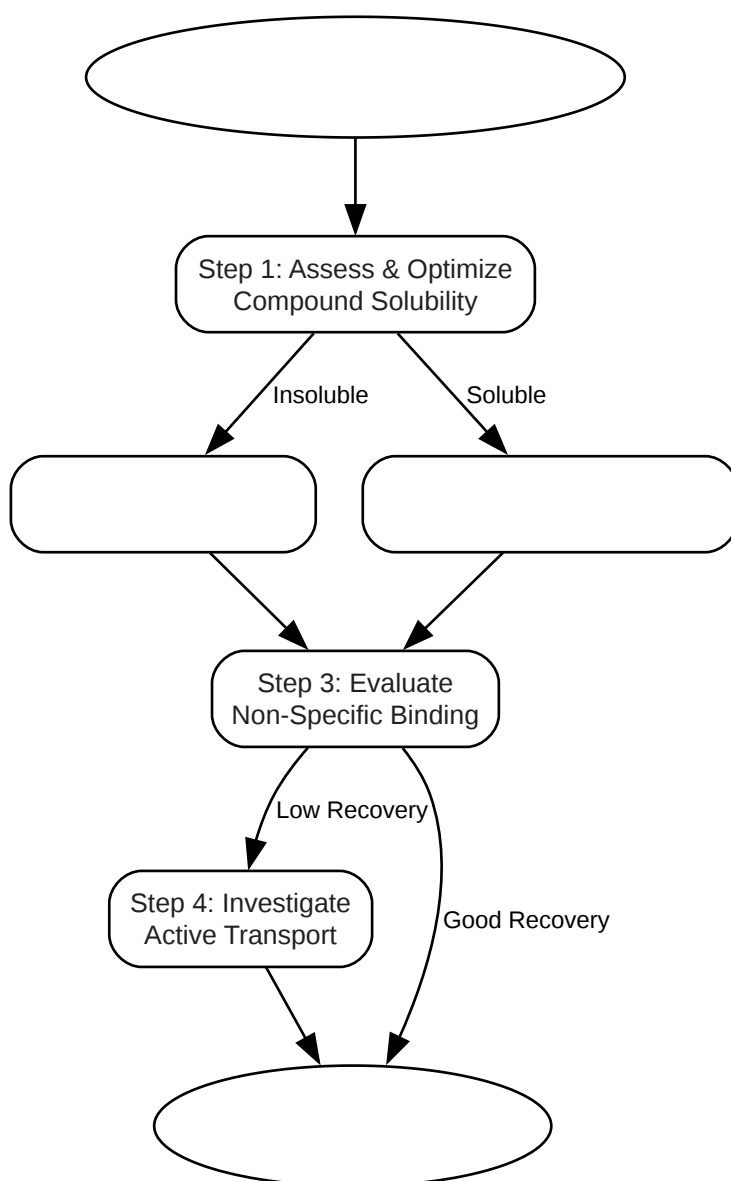 Step 1: Assess & Optimize
Compound Solubility
Insoluble
Soluble
Step 3: Evaluate
Non-Specific Binding
Low Recovery
Step 4: Investigate
Active Transport
Good Recovery